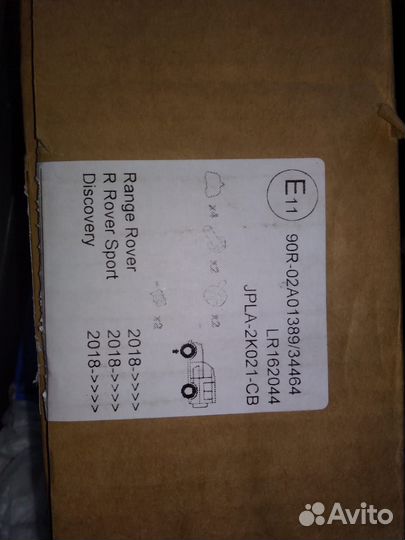 E11 90R-02A01389/34464
LR162044
JPLA-2K021-CB
x4 x2 x2
x2
Range Rover 2018->>>>
R Rover Sport 2018->>>>
Discovery 2018->>>>
Avito